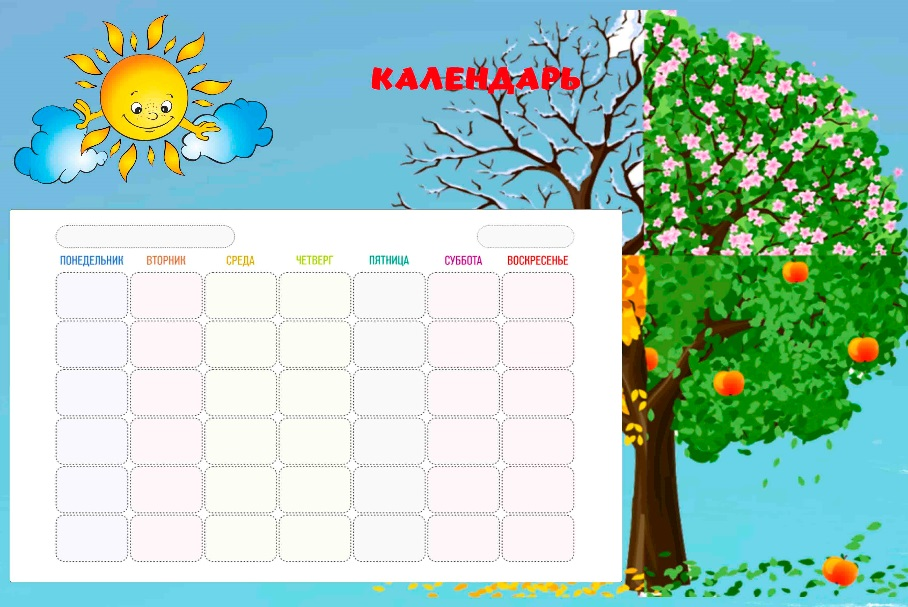 КАЛЕНДАРЬ
ПОНЕДЕЛЬНИК ВТОРНИК СРЕДА ЧЕТВЕРГ ПЯТНИЦА СУББОТА ВОСКРЕСЕНЬЕ